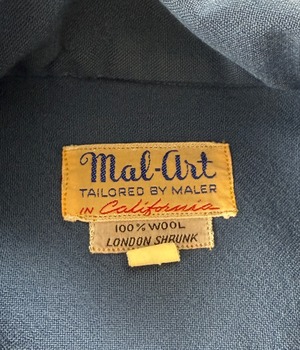 Mal-Art
TAILORED BY MALER
IN California
100% WOOL
LONDON SHRUNK